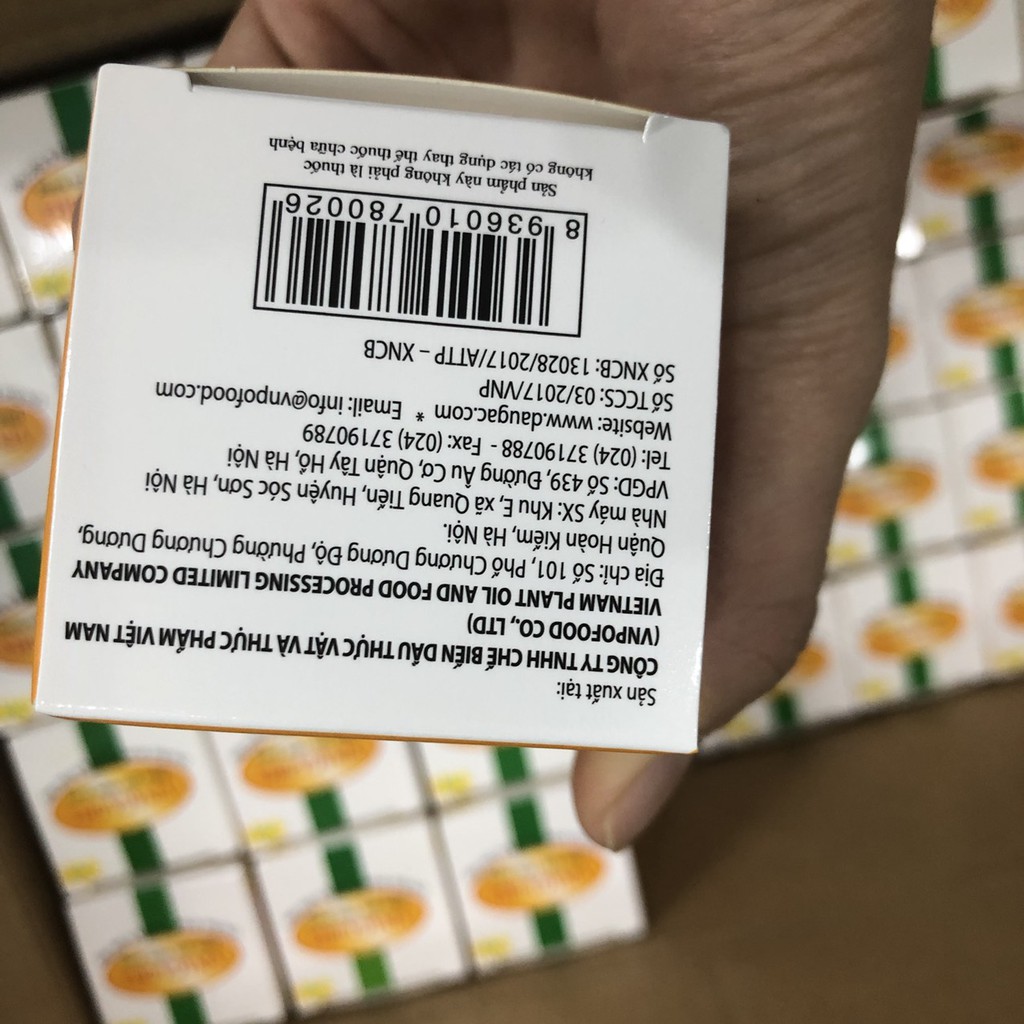 Sản xuất tại:
CÔNG TY TNHH CHẾ BIẾN DẦU THỰC VẬT VÀ THỰC PHẨM VIỆT NAM
(VNPOFOOD CO., LTD)
VIETNAM PLANT OIL AND FOOD PROCESSING LIMITED COMPANY
Địa chỉ: Số 101, Phố Chương Dương Độ, Phường Chương Dương,
Quận Hoàn Kiếm, Hà Nội.
Nhà máy SX: Khu E, xã Quang Tiến, Huyện Sóc Sơn, Hà Nội
VPGD: Số 439, Đường Âu Cơ, Quận Tây Hồ, Hà Nội
Tel: (024) 37190788 - Fax: (024) 37190789
Website: www.daugac.com * Email: info@vnpofood.com
Số TCCS: 03/2017/VNP
Số XNCB: 13028/2017/ATTP – XNCB
8 936010 780026
Sản phẩm này không phải là thuốc
không có tác dụng thay thế thuốc chữa bệnh